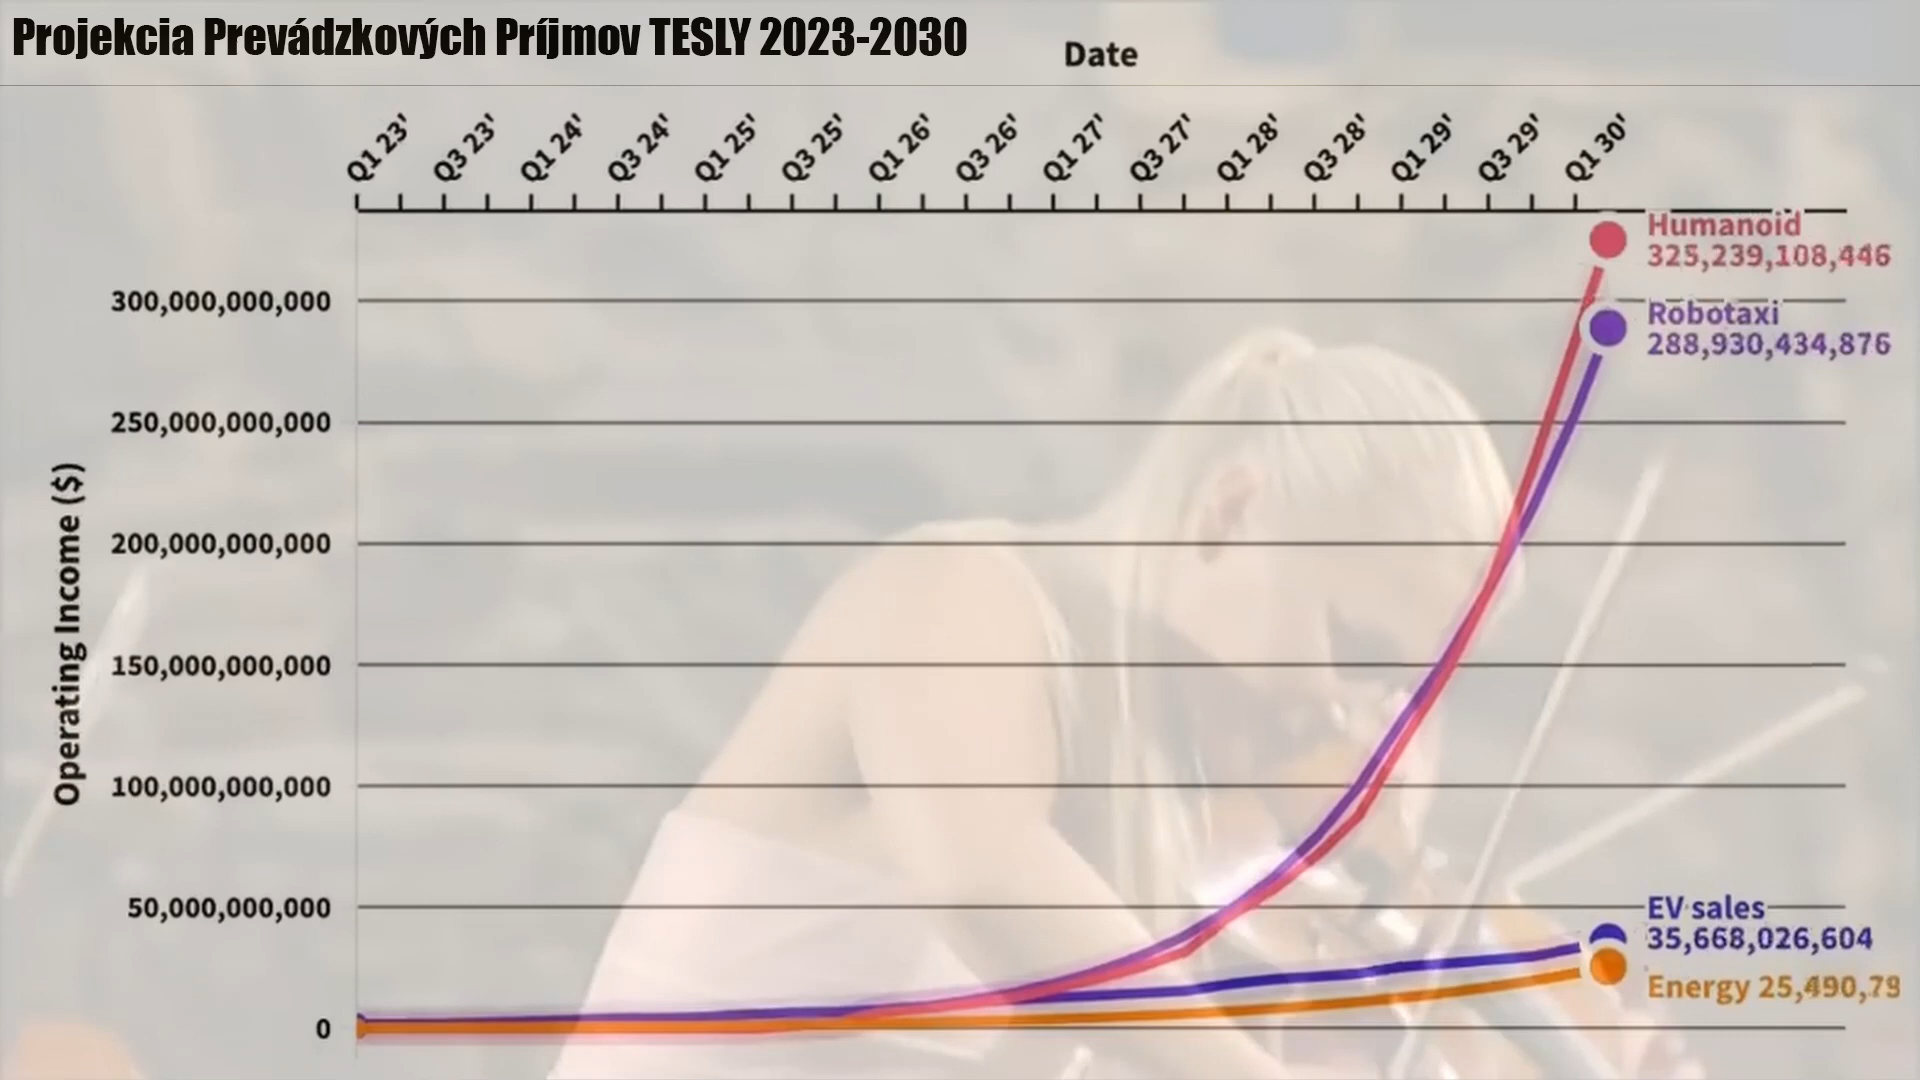 Projekcia Prevádzkových Príjmov TESLY 2023-2030
Date
Q1 23'
Q3 23'
Q1 24'
Q3 24'
Q1 25'
Q3 25'
Q1 26'
Q3 26'
Q1 27'
Q3 27'
Q1 28'
Q3 28'
Q1 29'
Q3 29'
Q1 30'
Operating Income ($)
300,000,000,000
250,000,000,000
200,000,000,000
150,000,000,000
100,000,000,000
50,000,000,000
0
Humanoid
325,239,108,446
Robotaxi
288,930,434,876
EV sales
35,668,026,604
Energy 25,490,79